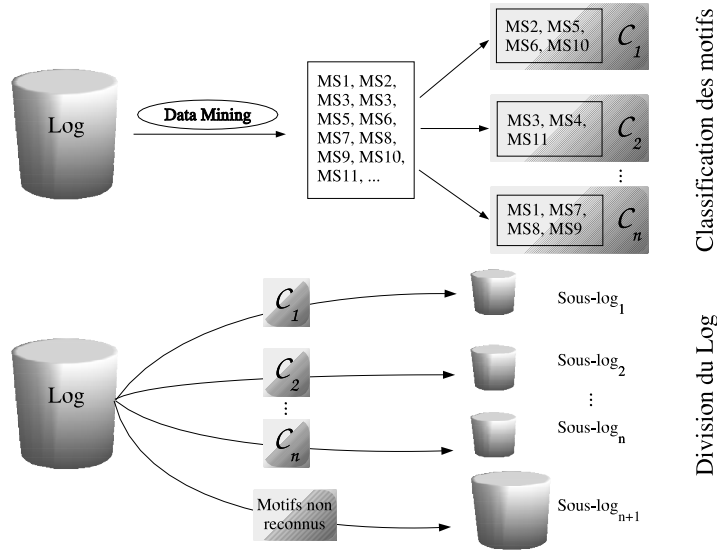 Log
Data Mining
MS1, MS2,
MS3, MS3,
MS5, MS6,
MS7, MS8,
MS9, MS10,
MS11, ...
MS2, MS5,
MS6, MS10
C1
MS3, MS4,
MS11
C2
...
MS1, MS7,
MS8, MS9
Cn
Classification des motifs
Log
C1
Sous-log1
C2
Sous-log2
...
...
Cn
Sous-logn
Motifs non
reconnus
Sous-logn+1
Division du Log